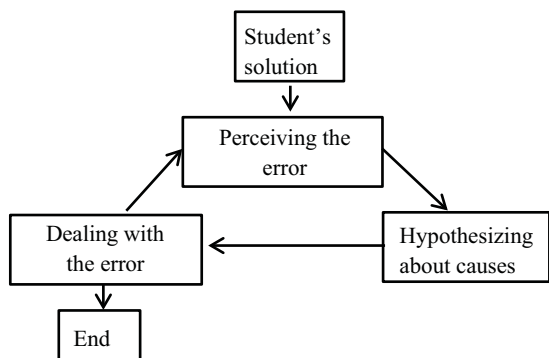 Student’s
solution
Perceiving the
error
Dealing with
the error
Hypothesizing
about causes
End